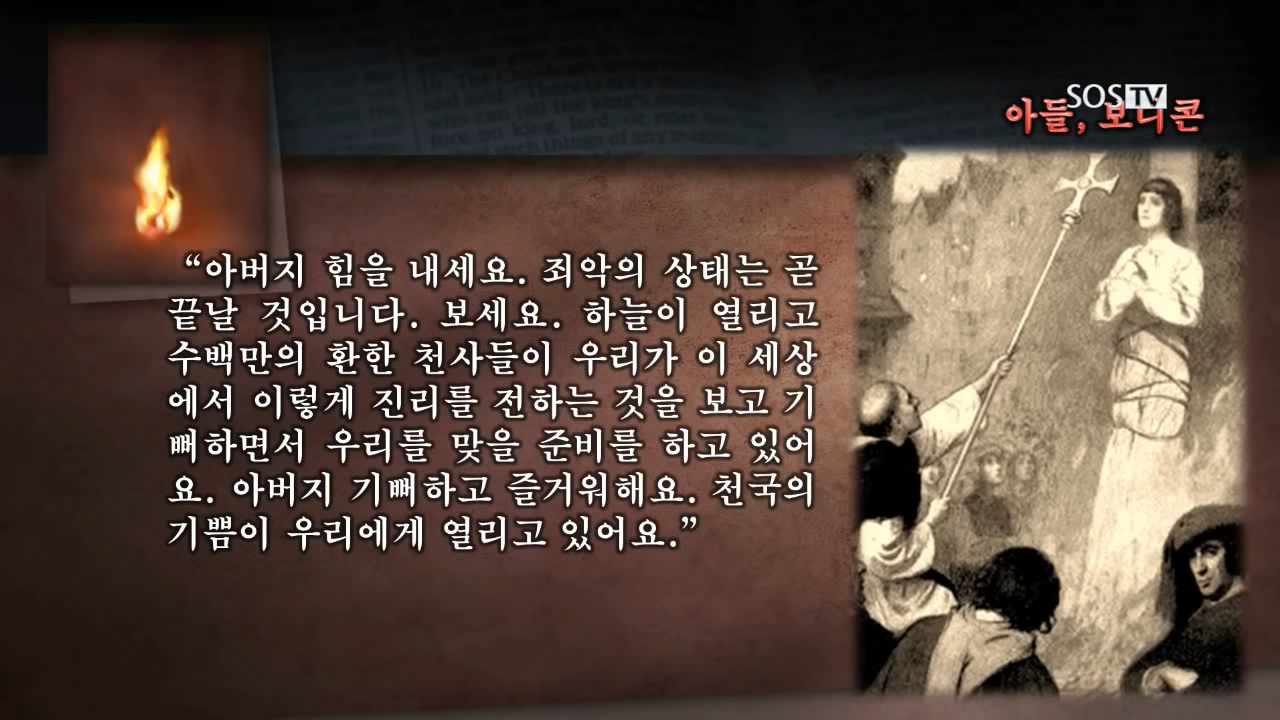 SOSTV
아들, 보니콘
“아버지 힘을 내세요. 죄악의 상태는 곧
끝날 것입니다. 보세요. 하늘이 열리고
수백만의 환한 천사들이 우리가 이 세상
에서 이렇게 진리를 전하는 것을 보고 기
뻐하면서 우리를 맞을 준비를 하고 있어
요. 아버지 기뻐하고 즐거워해요. 천국의
기쁨이 우리에게 열리고 있어요.”